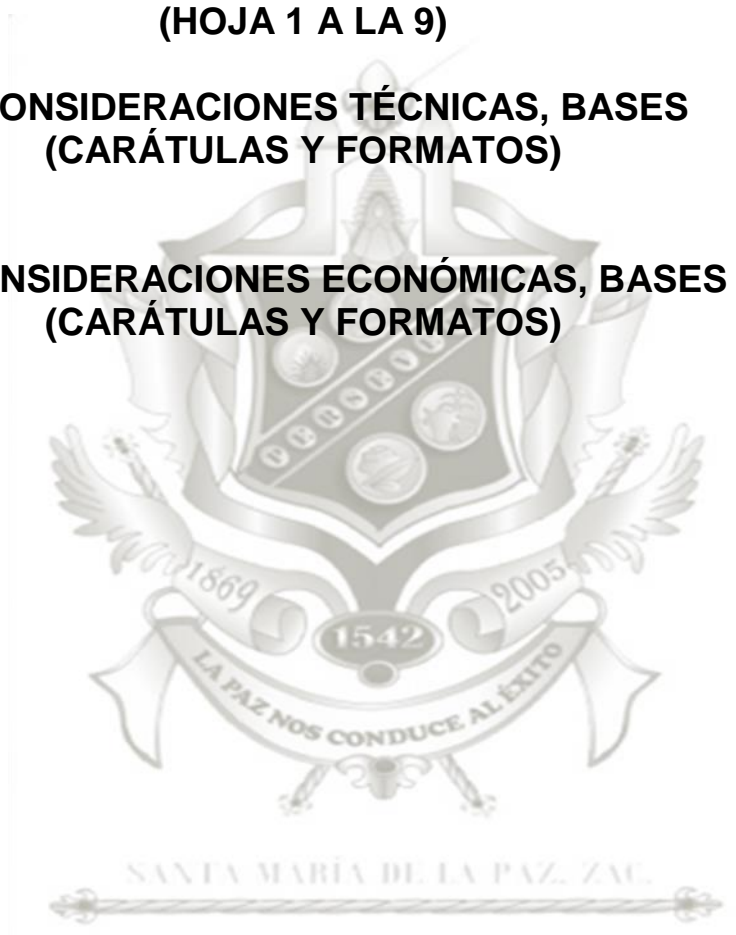 (HOJA 1 A LA 9)
ONSIDERACIONES TÉCNICAS, BASES
(CARÁTULAS Y FORMATOS)
NSIDERACIONES ECONÓMICAS, BASES
(CARÁTULAS Y FORMATOS)
1869
2005
1542
LA PAZ NOS CONDUCE AL ÉXITO
SANTA MARÍA DE LA PAZ, ZAC.